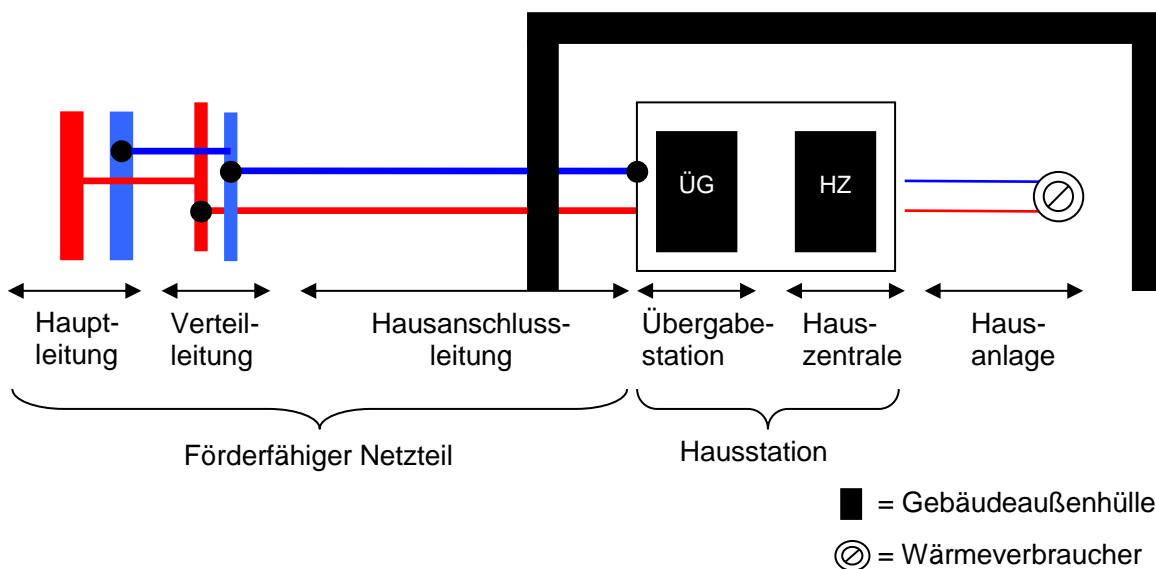 ÜG
HZ
Haupt-
leitung
Verteil-
leitung
Hausanschluss-
leitung
Übergabe-
station
Haus-
zentrale
Haus-
anlage
Förderfähiger Netzteil
Hausstation
= Gebäudeaußenhülle
= Wärmeverbraucher